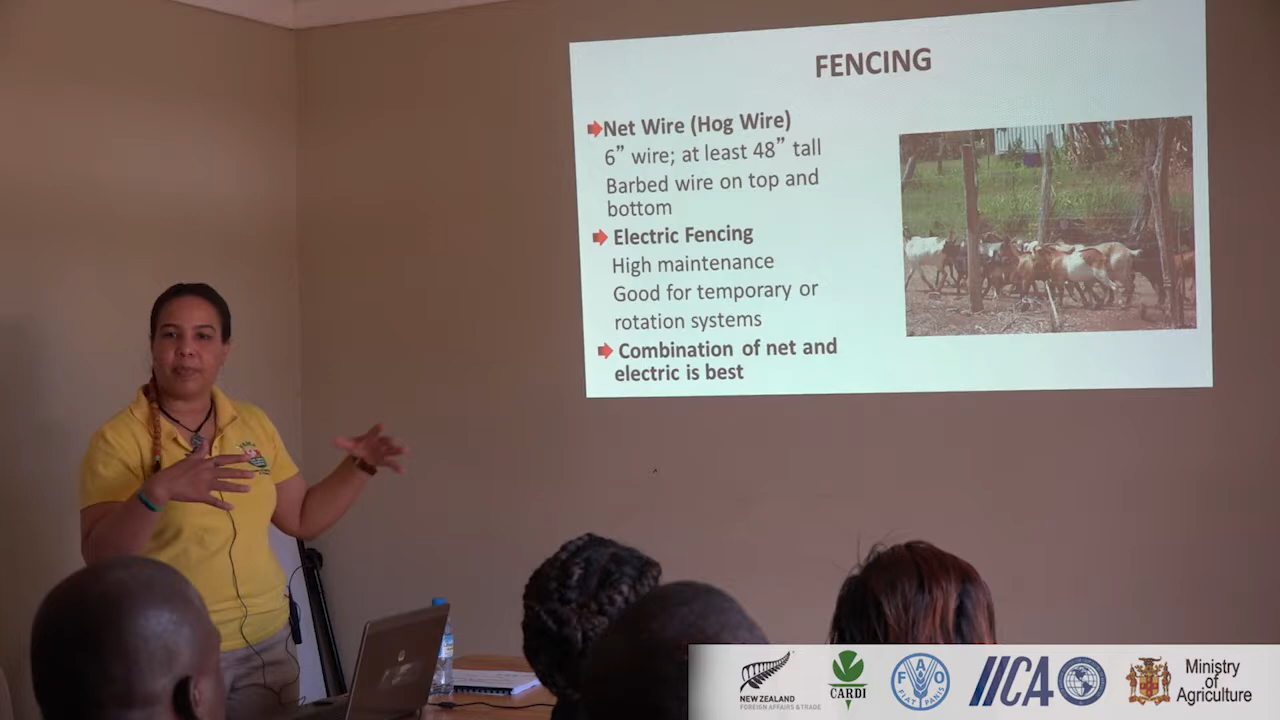 FENCING
Net Wire (Hog Wire)
6” wire; at least 48” tall
Barbed wire on top and
bottom
Electric Fencing
High maintenance
Good for temporary or
rotation systems
Combination of net and
electric is best
NEW ZEALAND
FOREIGN AFFAIRS & TRADE
CARDI
FAO
FIAT PANIS
IICA
Ministry
of
Agriculture